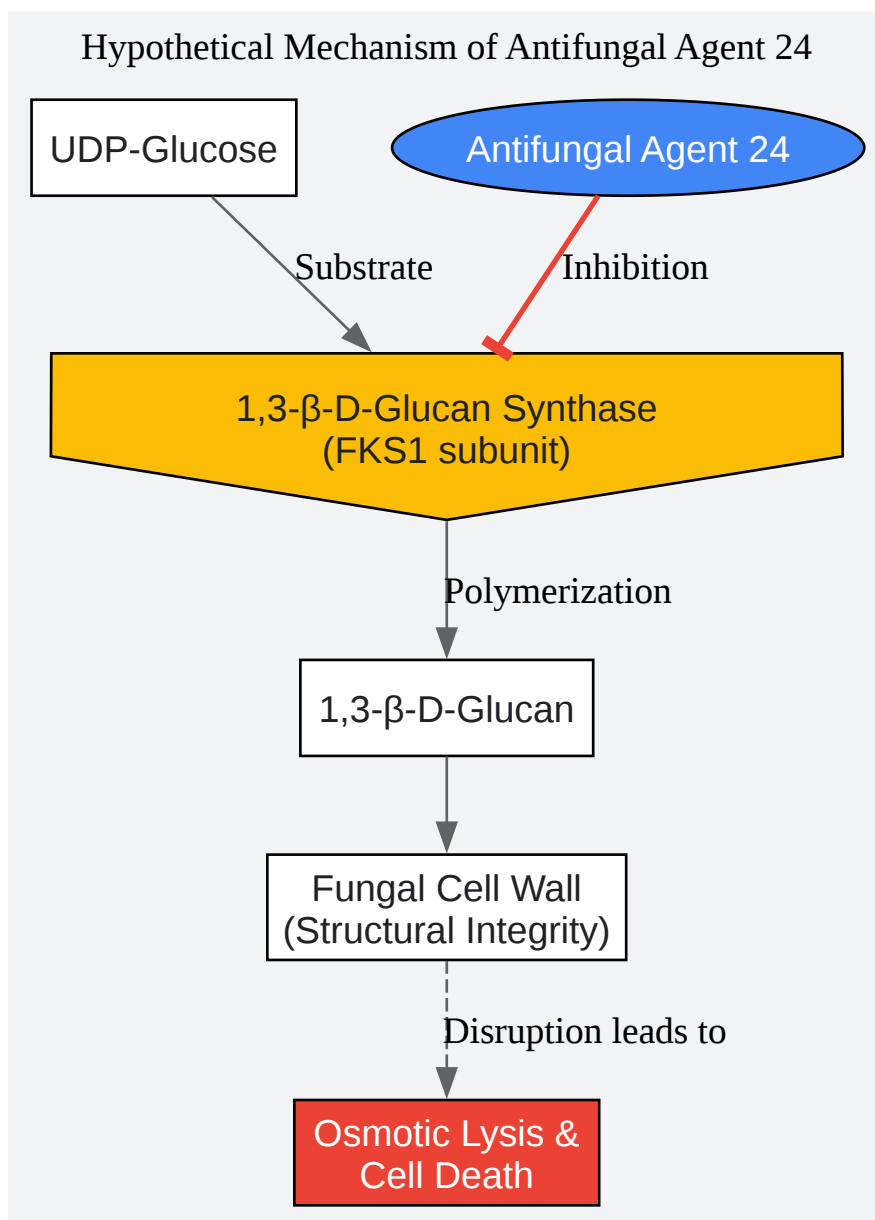 Hypothetical Mechanism of Antifungal Agent 24
UDP-Glucose
Antifungal Agent 24
Substrate
Inhibition
1,3-β-D-Glucan Synthase
(FKS1 subunit)
Polymerization
1,3-β-D-Glucan
Fungal Cell Wall
(Structural Integrity)
Disruption leads to
Osmotic Lysis &
Cell Death